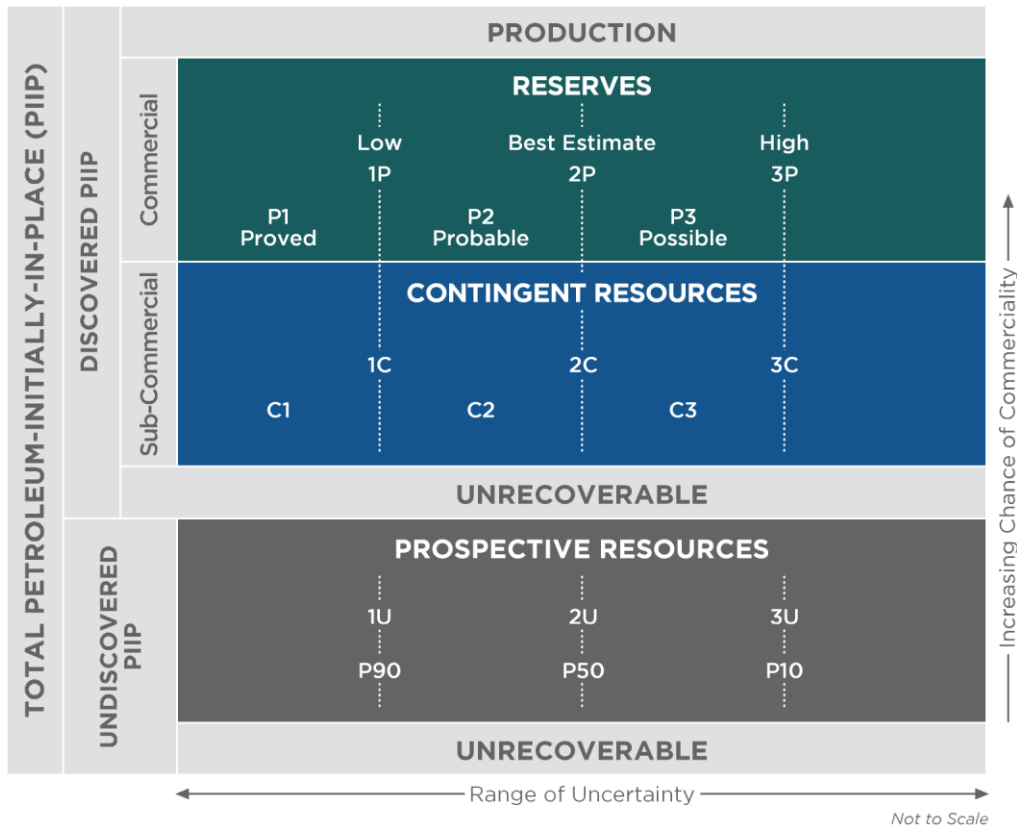 TOTAL PETROLEUM-INITIALLY-IN-PLACE (PIIP)
DISCOVERED PIIP
PRODUCTION
Commercial
RESERVES
Low
Best Estimate
High
1P
2P
3P
P1
Proved
P2
Probable
P3
Possible
Sub-Commercial
CONTINGENT RESOURCES
1C
2C
3C
C1
C2
C3
UNRECOVERABLE
UNDISCOVERED
PIIP
PROSPECTIVE RESOURCES
1U
2U
3U
P90
P50
P10
UNRECOVERABLE
Increasing Chance of Commerciality
Range of Uncertainty
Not to Scale